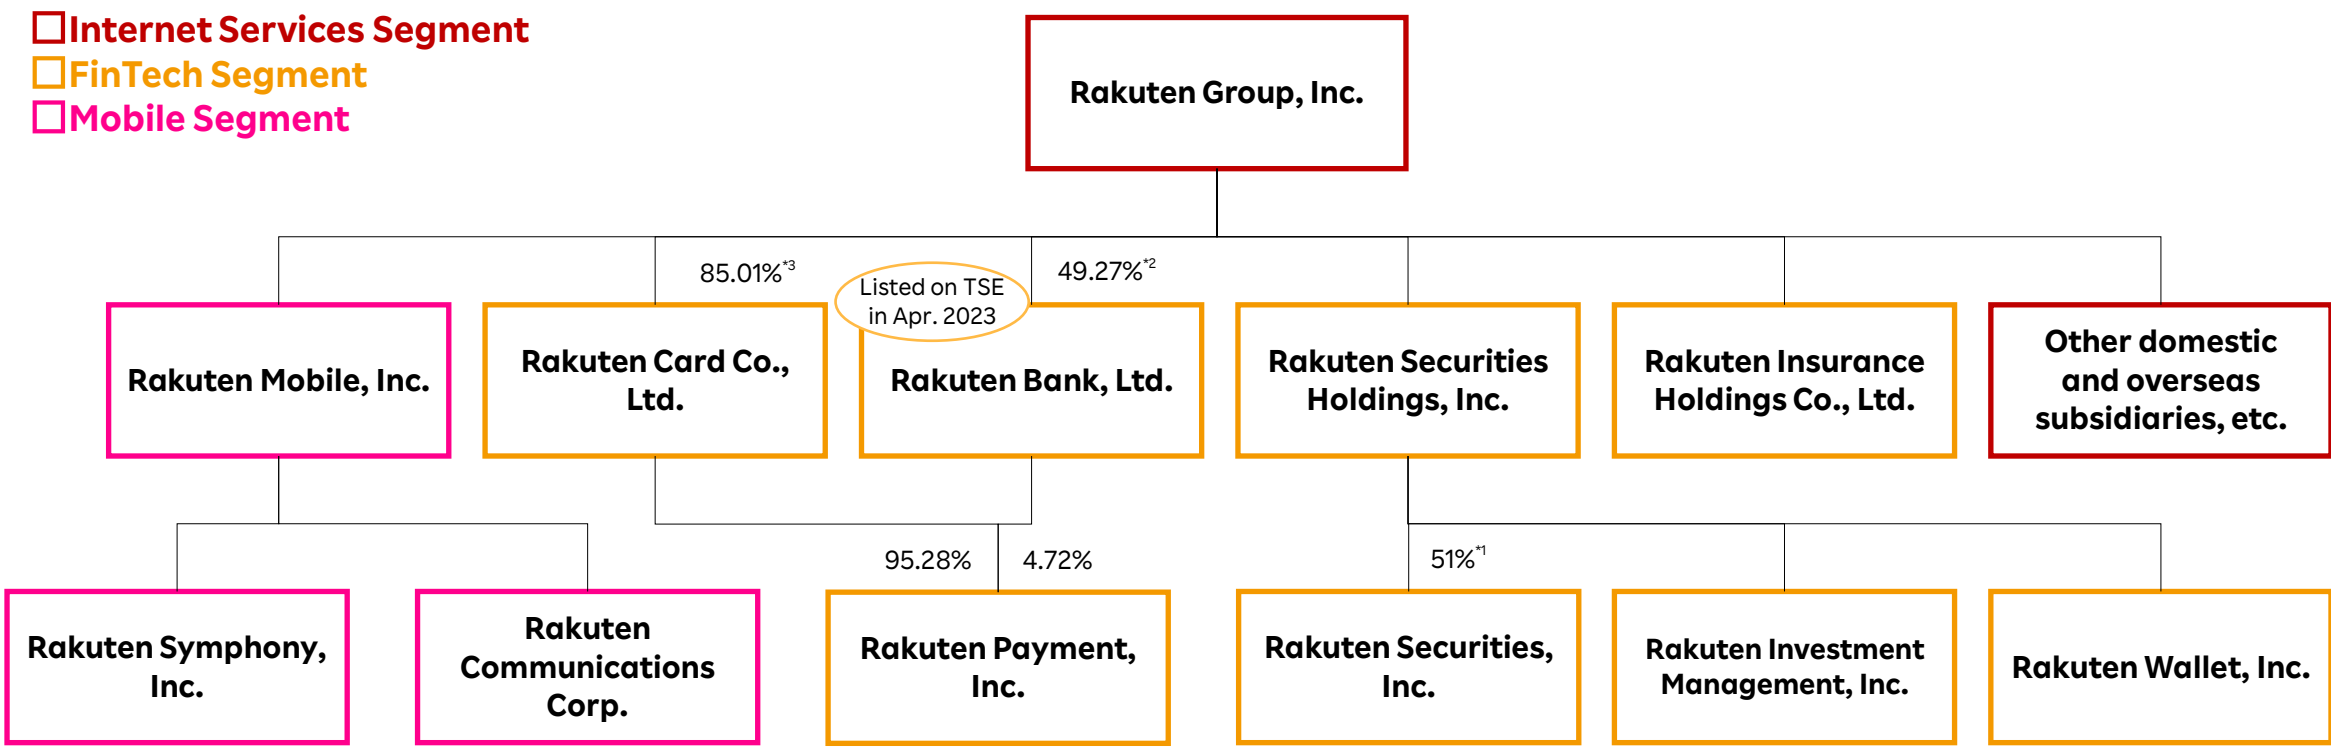 Internet Services Segment
FinTech Segment
Mobile Segment
Rakuten Group, Inc.
85.01%*3
Listed on TSE
in Apr. 2023
49.27%*2
Rakuten Mobile, Inc.
Rakuten Card Co.,
Ltd.
Rakuten Bank, Ltd.
Rakuten Securities
Holdings, Inc.
Rakuten Insurance
Holdings Co., Ltd.
Other domestic
and overseas
subsidiaries, etc.
95.28%
4.72%
51%*1
Rakuten Symphony,
Inc.
Rakuten
Communications
Corp.
Rakuten Payment,
Inc.
Rakuten Securities,
Inc.
Rakuten Investment
Management, Inc.
Rakuten Wallet, Inc.